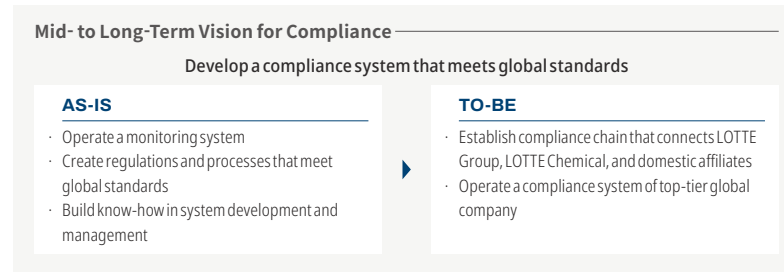 Mid- to Long-Term Vision for Compliance
Develop a compliance system that meets global standards
AS-IS
· Operate a monitoring system
· Create regulations and processes that meet
global standards
· Build know-how in system development and
management
TO-BE
· Establish compliance chain that connects LOTTE
Group, LOTTE Chemical, and domestic affiliates
· Operate a compliance system of top-tier global
company